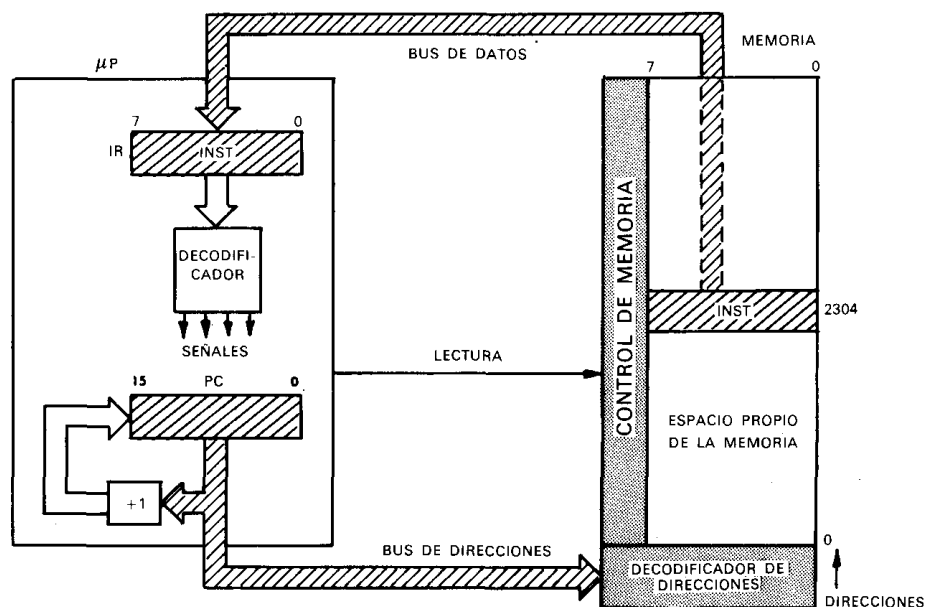 BUS DE DATOS
MEMORIA
µP
7 0
7 0
IR INST
DECODIFI-
CADOR
SEÑALES
LECTURA
15 PC 0
+1
BUS DE DIRECCIONES
CONTROL DE MEMORIA
INST 2304
ESPACIO PROPIO
DE LA MEMORIA
0
DECODIFICADOR DE
DIRECCIONES
DIRECCIONES